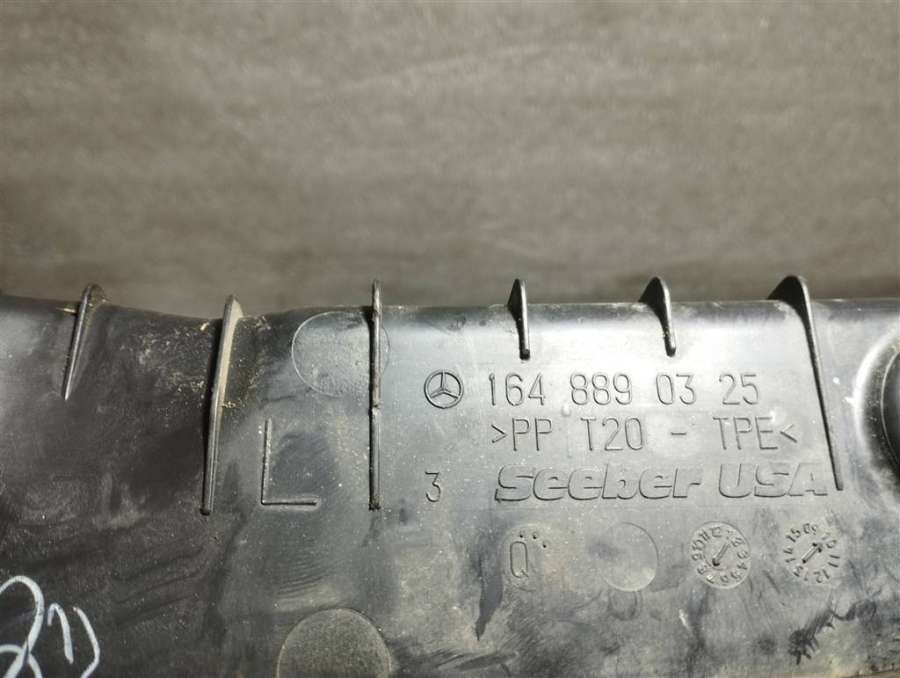 164 889 03 25
>PP T20 - TPE<
L
3 Seeber USA
Q